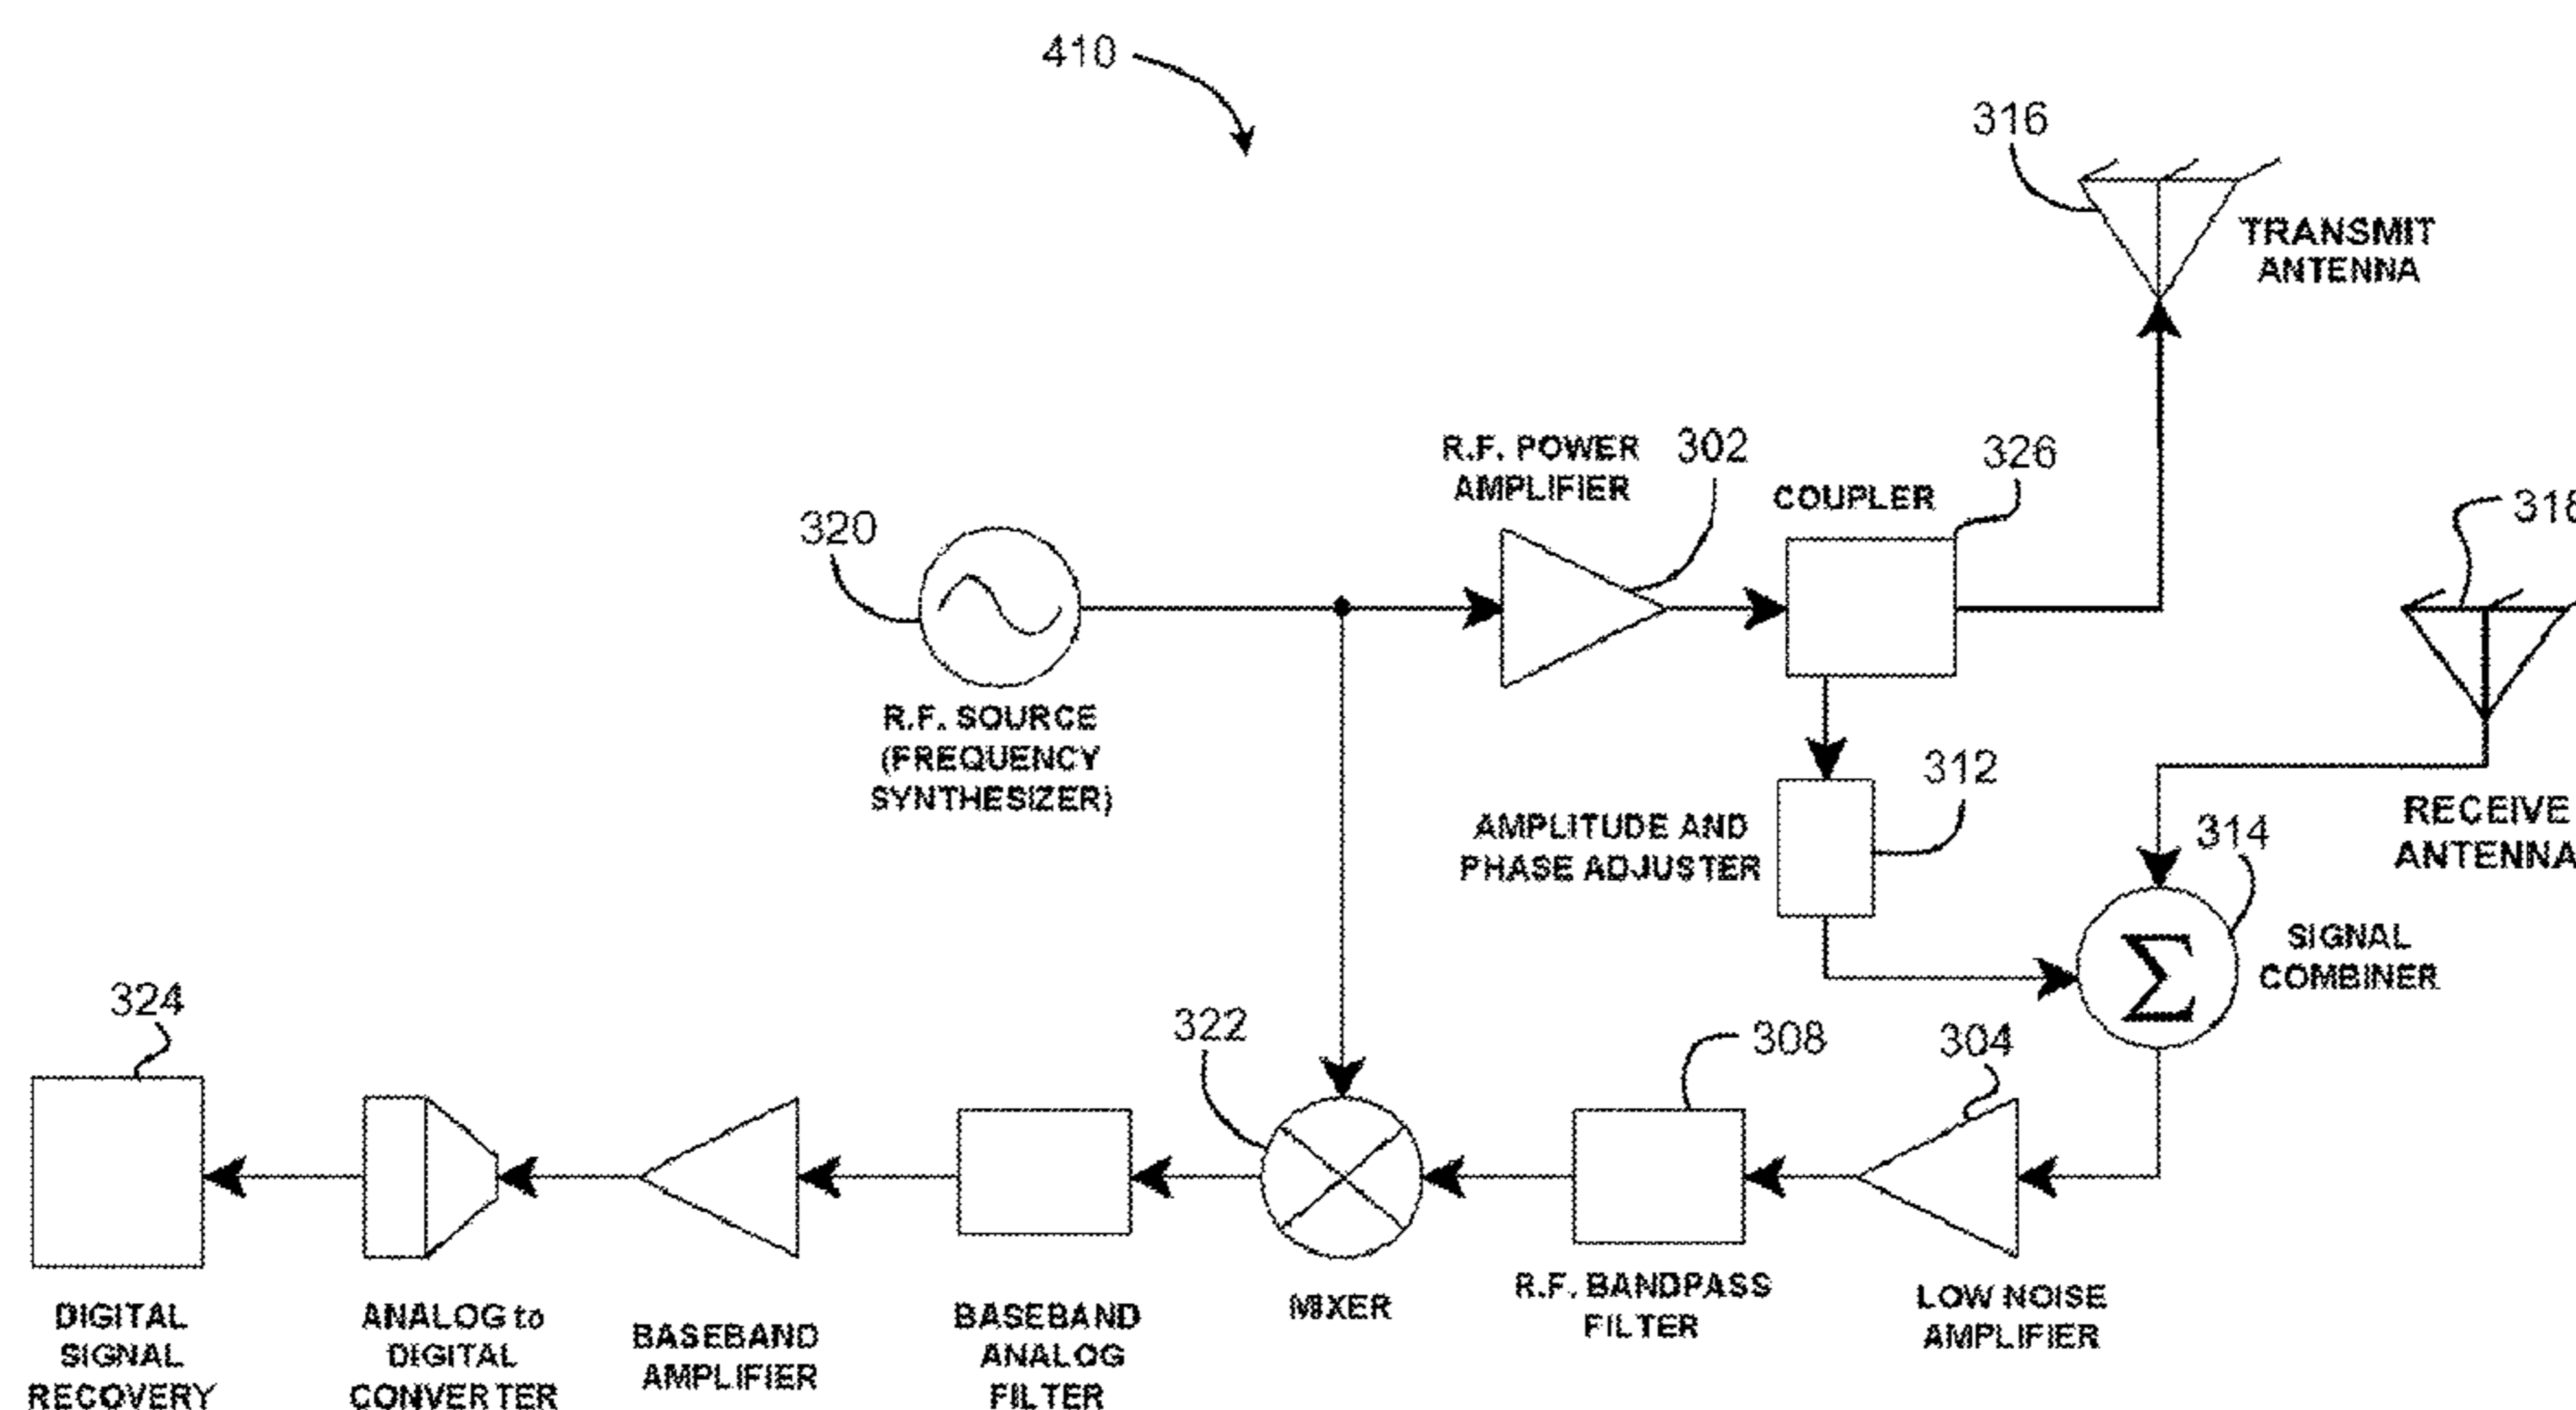 410
316
TRANSMIT
ANTENNA
R.F. POWER
AMPLIFIER
302
COUPLER
326
318
320
R.F. SOURCE
(FREQUENCY
SYNTHESIZER)
312
AMPLITUDE AND
PHASE ADJUSTER
RECEIVE
ANTENNA
314
Σ
SIGNAL
COMBINER
324
322
308
304
DIGITAL
SIGNAL
RECOVERY
ANALOG to
DIGITAL
CONVERTER
BASEBAND
AMPLIFIER
BASEBAND
ANALOG
FILTER
MIXER
R.F. BANDPASS
FILTER
LOW NOISE
AMPLIFIER